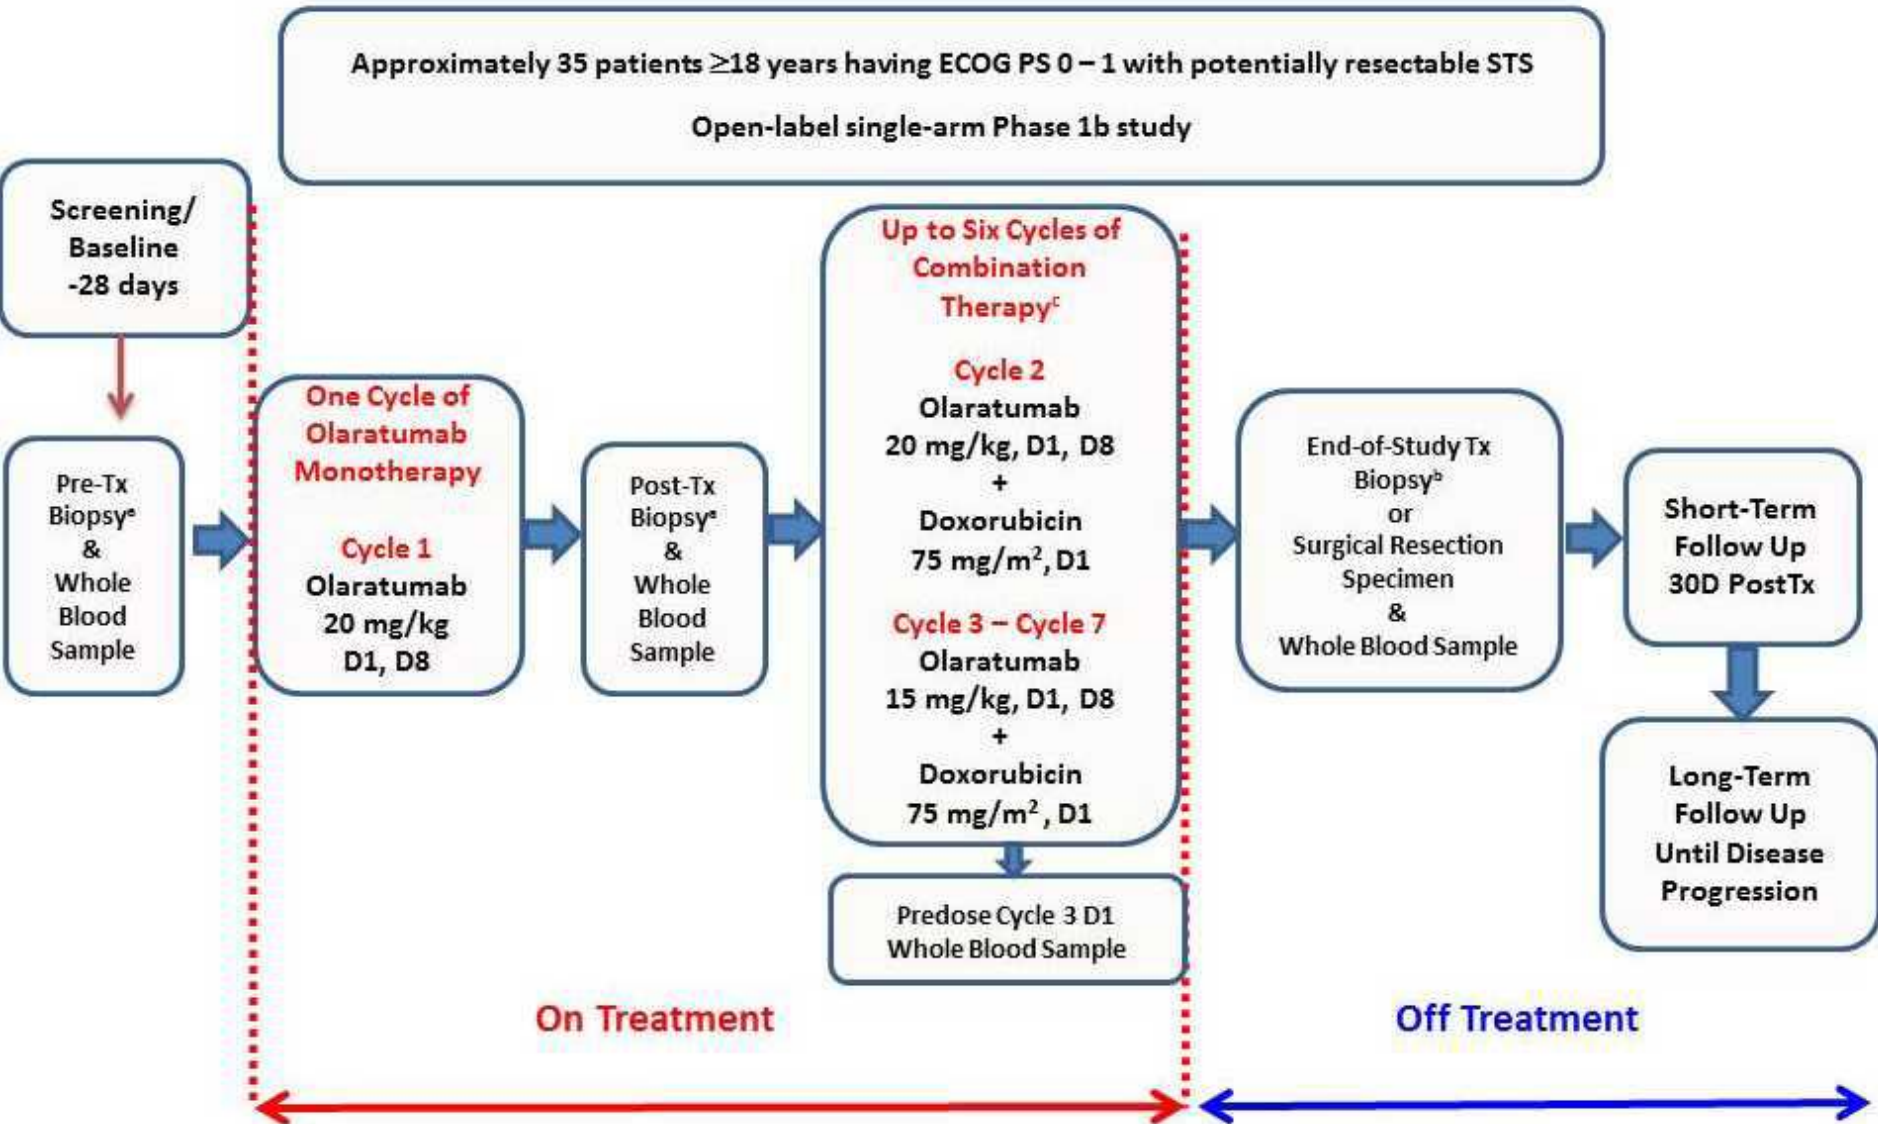 Approximately 35 patients ≥18 years having ECOG PS 0 – 1 with potentially resectable STS
Open-label single-arm Phase 1b study
Screening/
Baseline
-28 days
Pre-Tx
Biopsyᵃ
&
Whole
Blood
Sample
One Cycle of
Olaratumab
Monotherapy
Cycle 1
Olaratumab
20 mg/kg
D1, D8
Post-Tx
Biopsyᵃ
&
Whole
Blood
Sample
Up to Six Cycles of
Combination
Therapyᶜ
Cycle 2
Olaratumab
20 mg/kg, D1, D8
+
Doxorubicin
75 mg/m², D1
Cycle 3 – Cycle 7
Olaratumab
15 mg/kg, D1, D8
+
Doxorubicin
75 mg/m² , D1
Predose Cycle 3 D1
Whole Blood Sample
End-of-Study Tx
Biopsyᵇ
or
Surgical Resection
Specimen
&
Whole Blood Sample
Short-Term
Follow Up
30D PostTx
Long-Term
Follow Up
Until Disease
Progression
On Treatment
Off Treatment